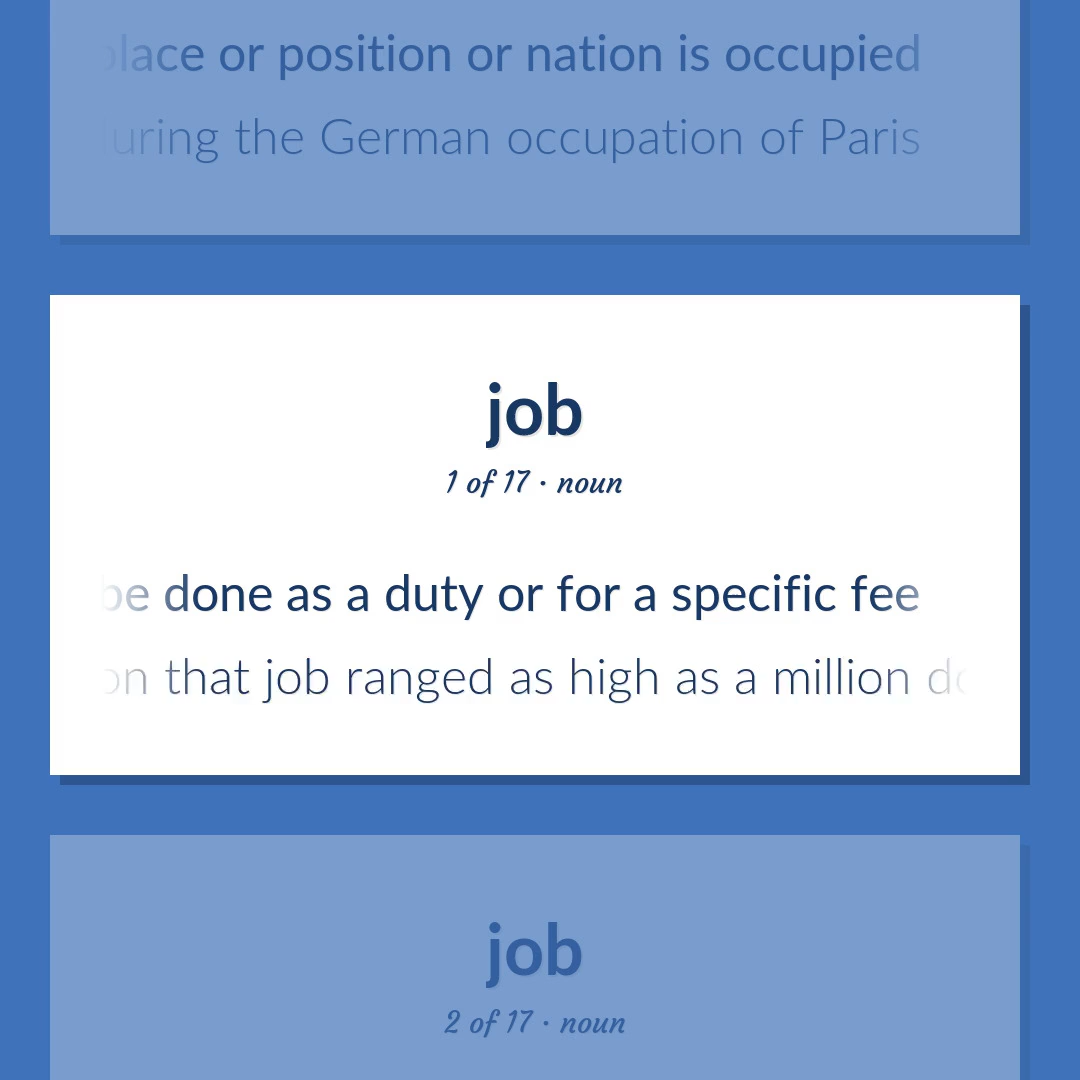 place or position or nation is occupied
during the German occupation of Paris
job
1 of 17 · noun
be done as a duty or for a specific fee
on that job ranged as high as a million
job
2 of 17 · noun